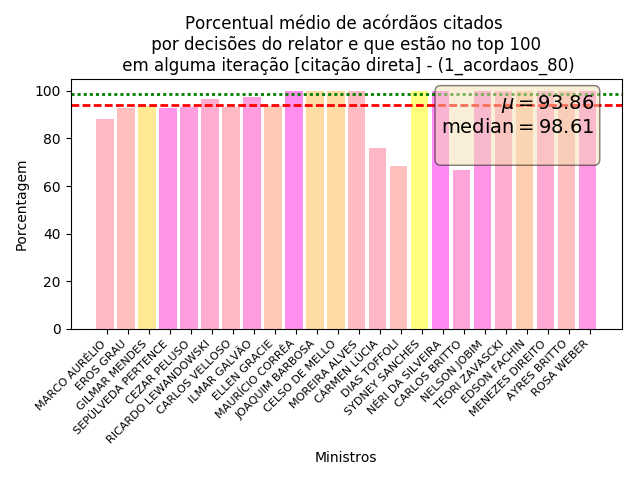 Porcentual médio de acórdãos citados
por decisões do relator e que estão no top 100
em alguma iteração [citação direta] - (1_acordaos_80)
100
80
60
40
20
0
Porcentagem
μ = 93.86
median = 98.61
MARCO AURÉLIO
EROS GRAU
GILMAR MENDES
SEPÚLVEDA PERTENCE
CEZAR PELUSO
RICARDO LEWANDOWSKI
CARLOS VELLOSO
ILMAR GALVÃO
ELLEN GRACIE
MAURÍCIO CORRÊA
JOAQUIM BARBOSA
CELSO DE MELLO
MOREIRA ALVES
CÁRMEN LÚCIA
DIAS TOFFOLI
SYDNEY SANCHES
NÉRI DA SILVEIRA
CARLOS BRITTO
NELSON JOBIM
TEORI ZAVASCKI
EDSON FACHIN
MENEZES DIREITO
AYRES BRITTO
ROSA WEBER
Ministros